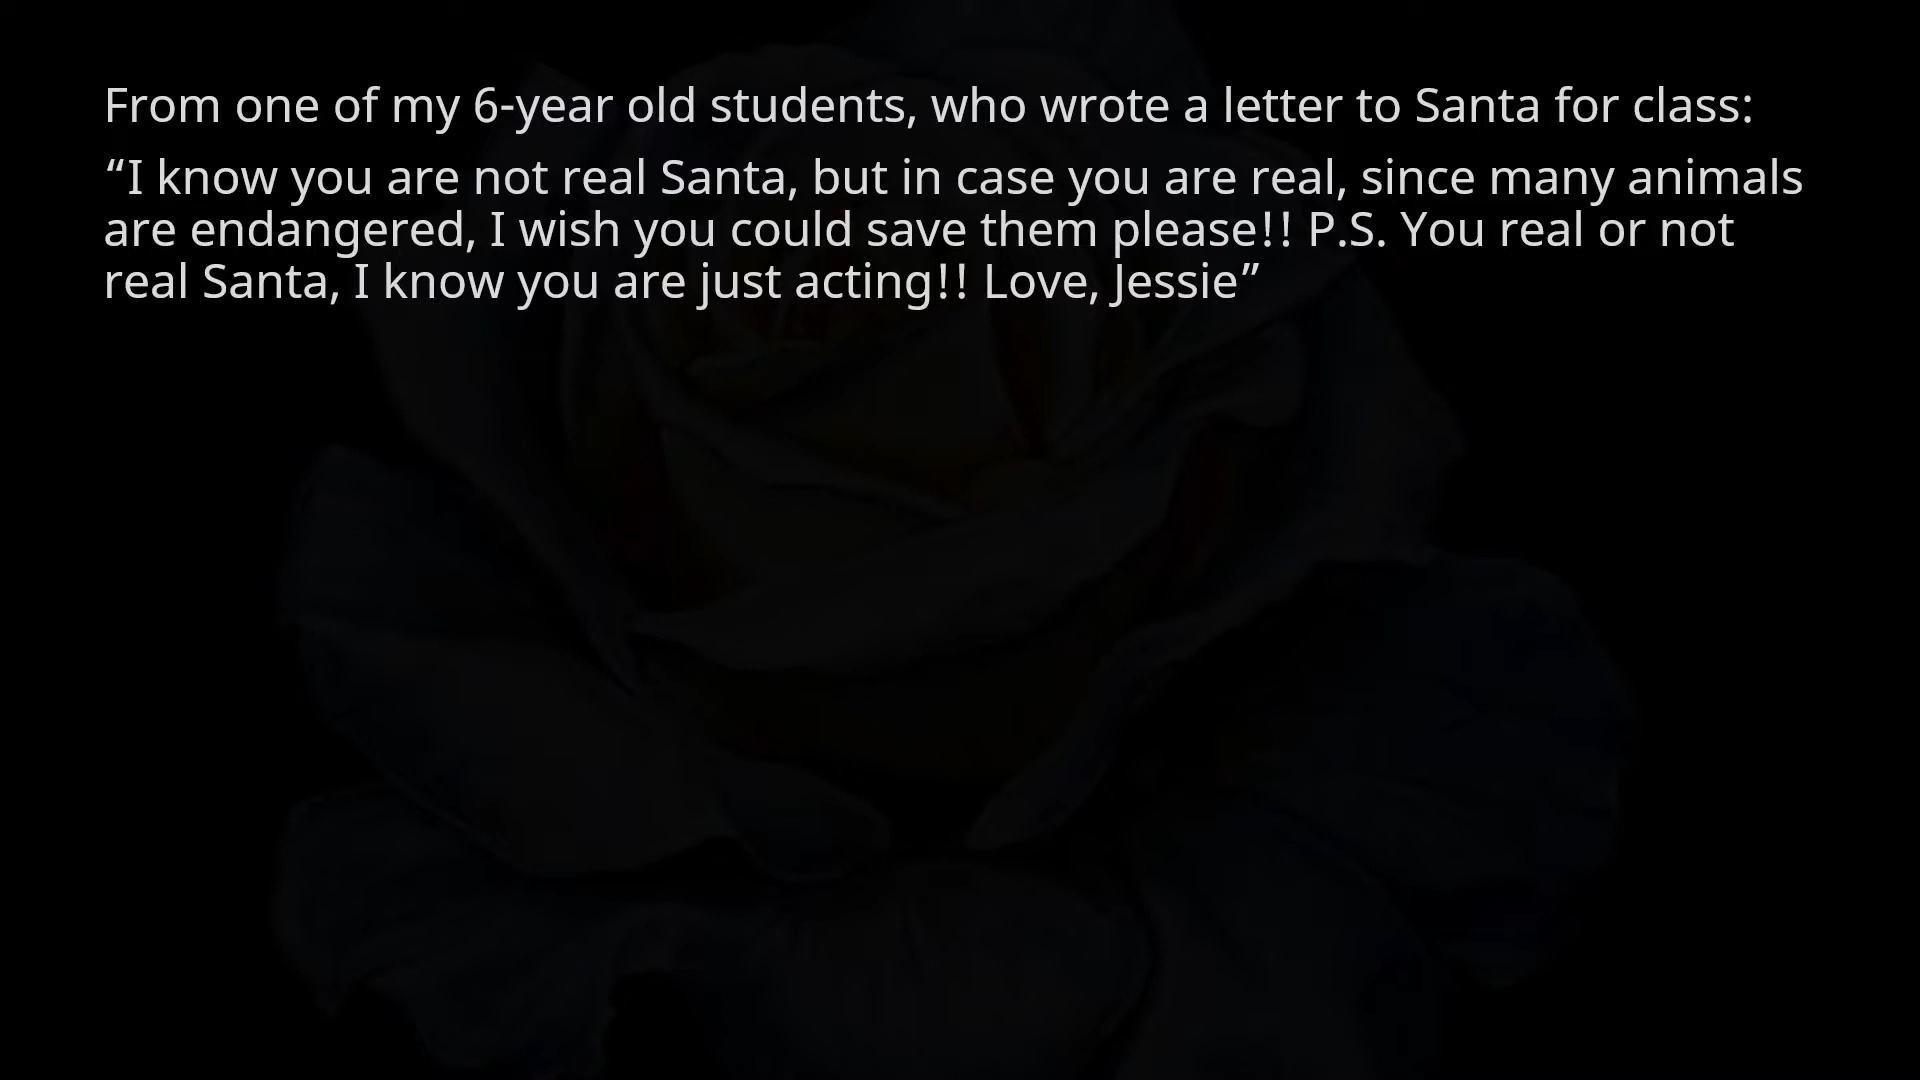 From one of my 6-year old students, who wrote a letter to Santa for class:
“I know you are not real Santa, but in case you are real, since many animals
are endangered, I wish you could save them please!! P.S. You real or not
real Santa, I know you are just acting!! Love, Jessie”